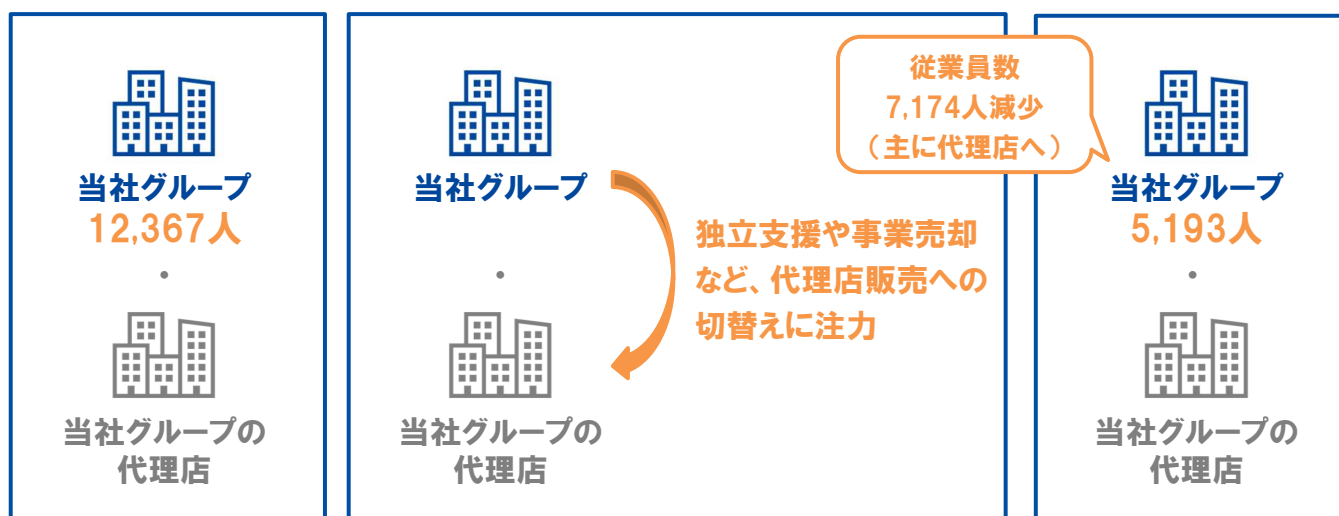 当社グループ
12,367人
・
当社グループの
代理店
当社グループ
・
当社グループの
代理店
独立支援や事業売却
など、代理店販売への
切替えに注力
従業員数
7,174人減少
（主に代理店へ）
当社グループ
5,193人
・
当社グループの
代理店